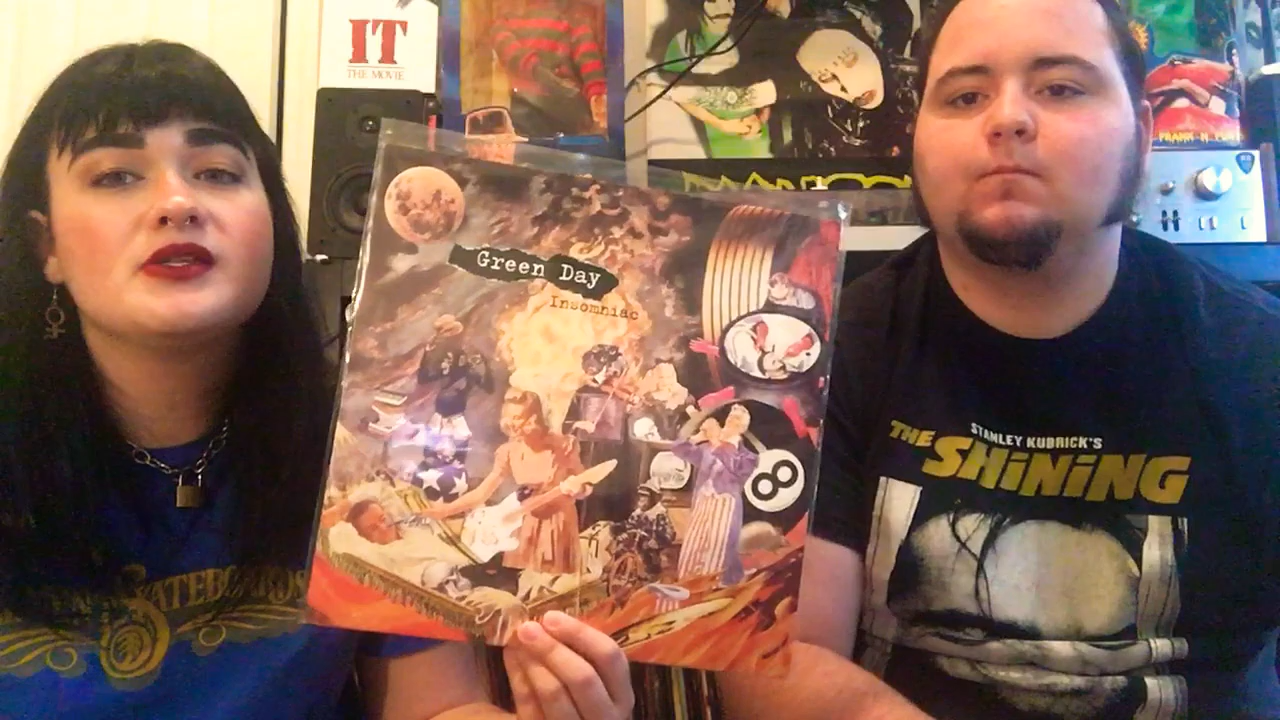 IT
THE MOVIE
Green Day
Insomniac
8
STANLEY KUBRICK'S
THE SHiNiNG